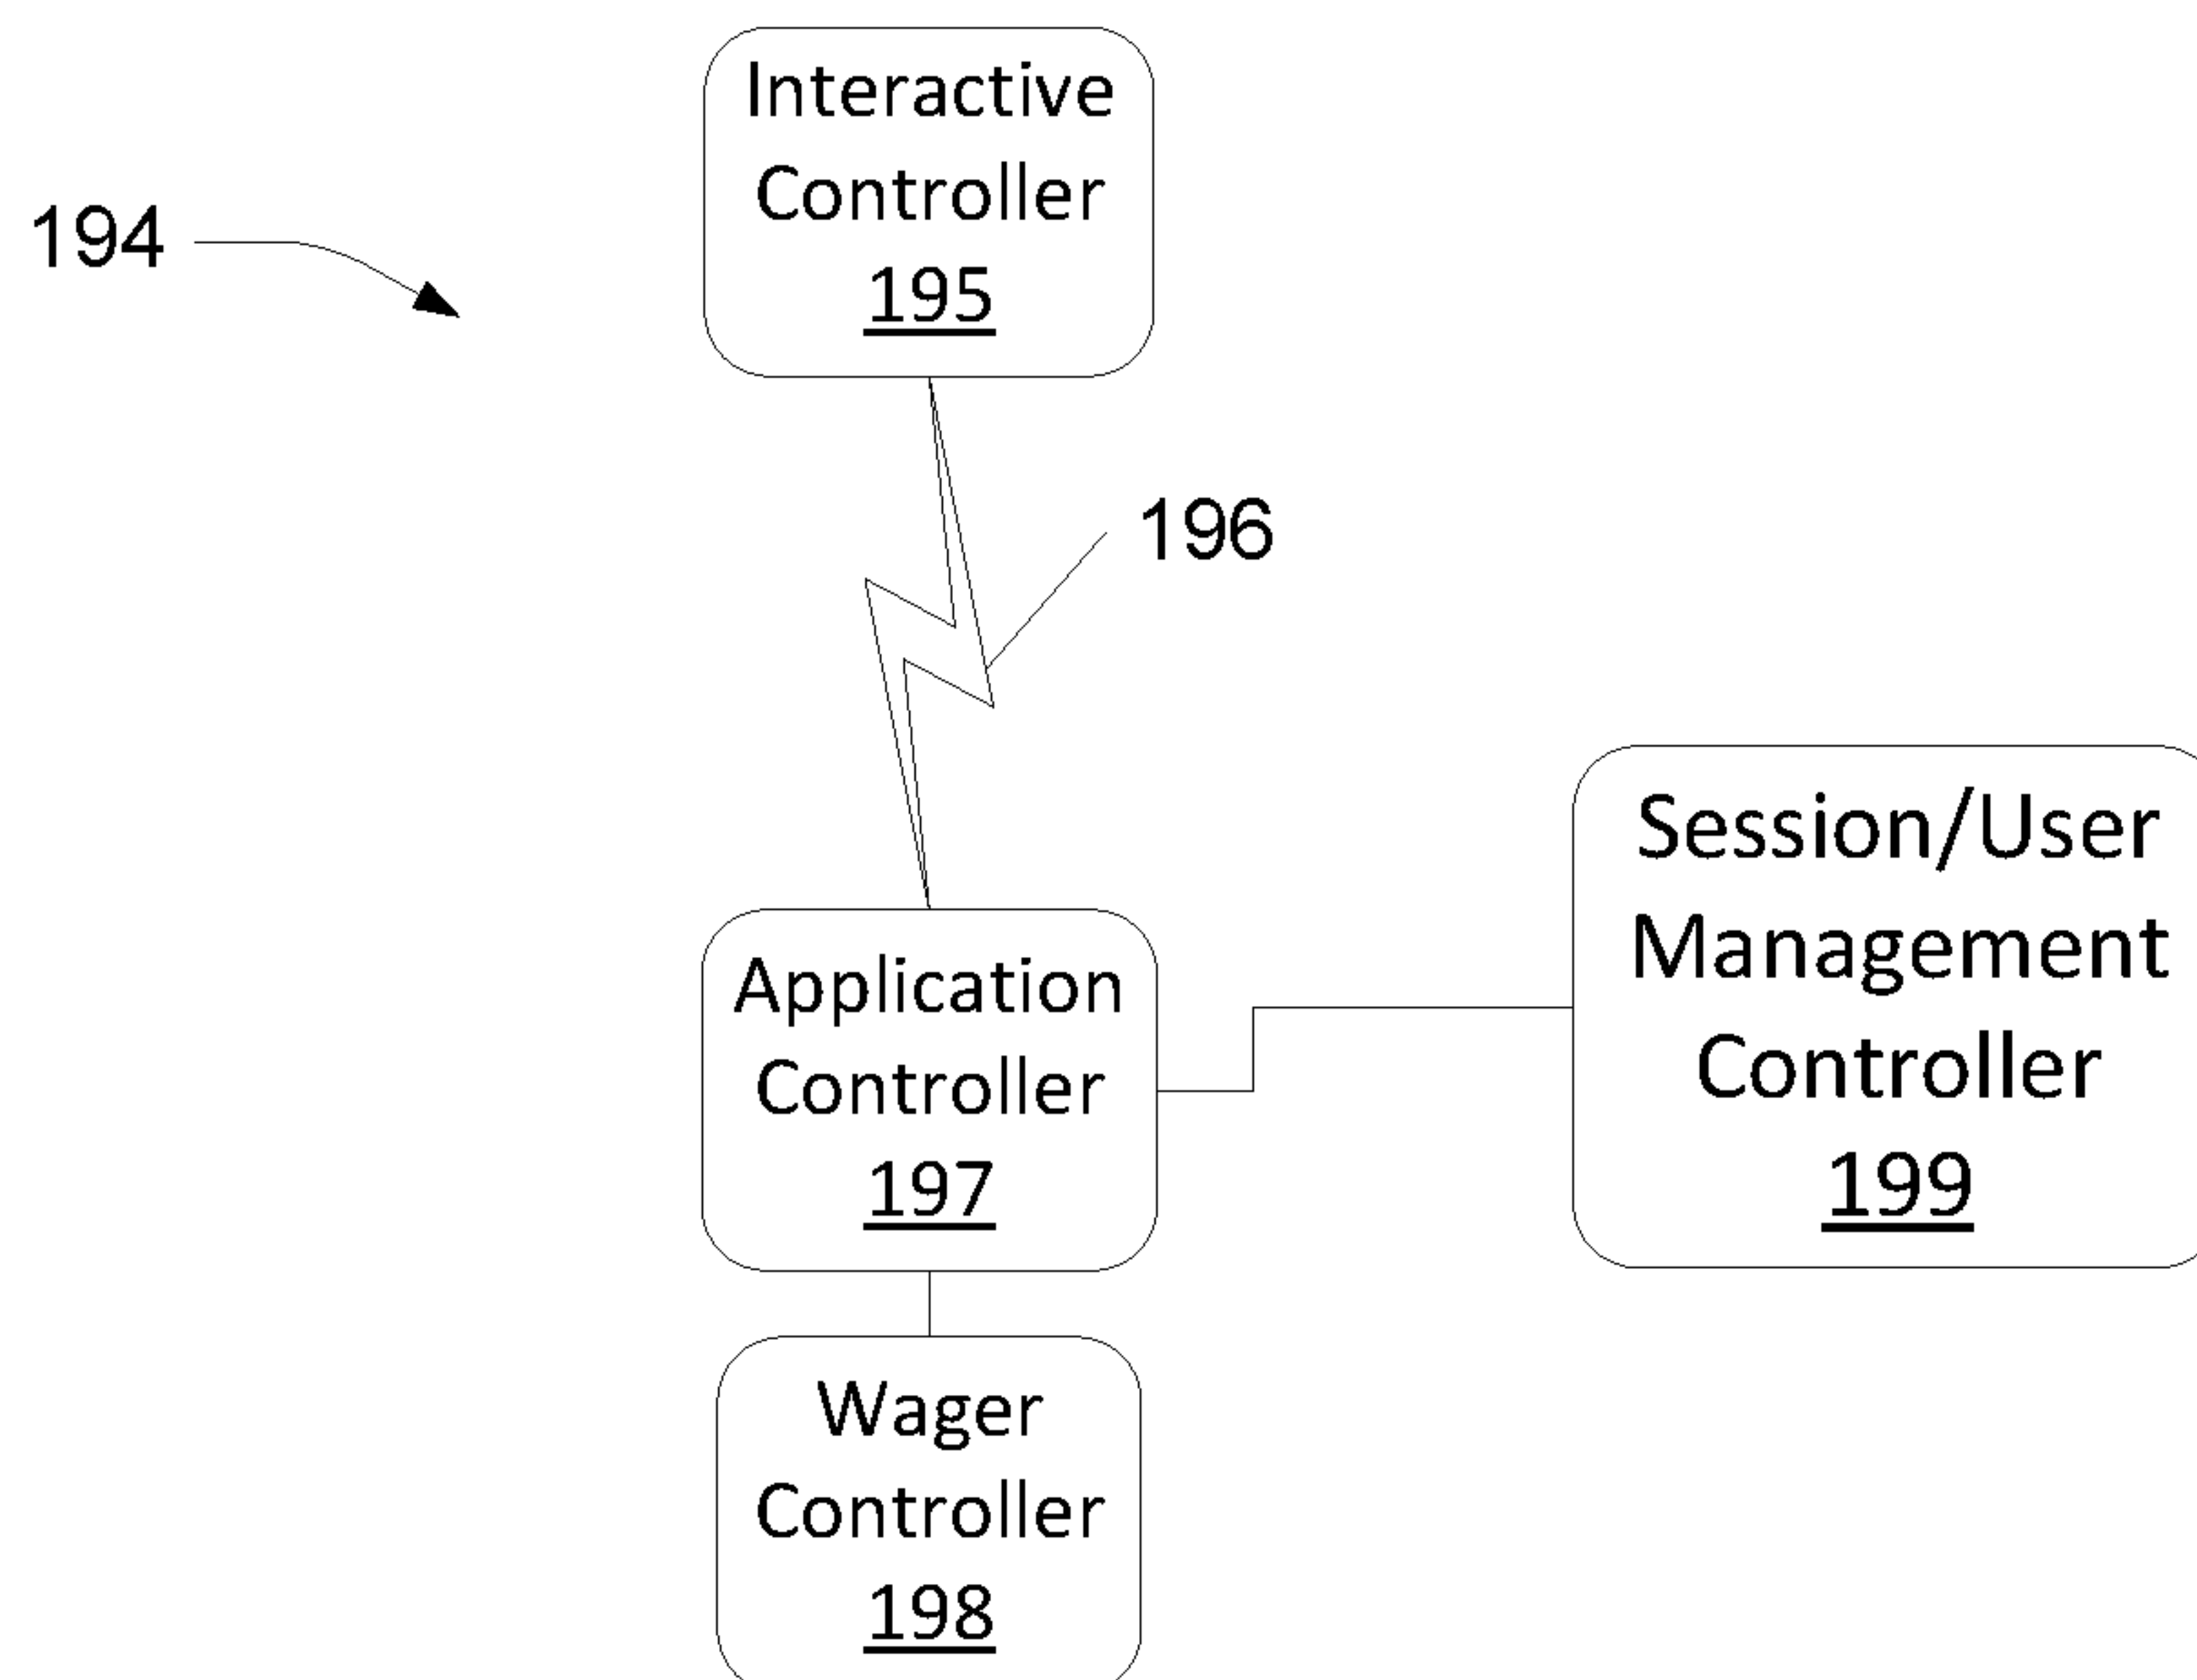 Interactive
Controller
195
194
196
Application
Controller
197
Session/User
Management
Controller
199
Wager
Controller
198